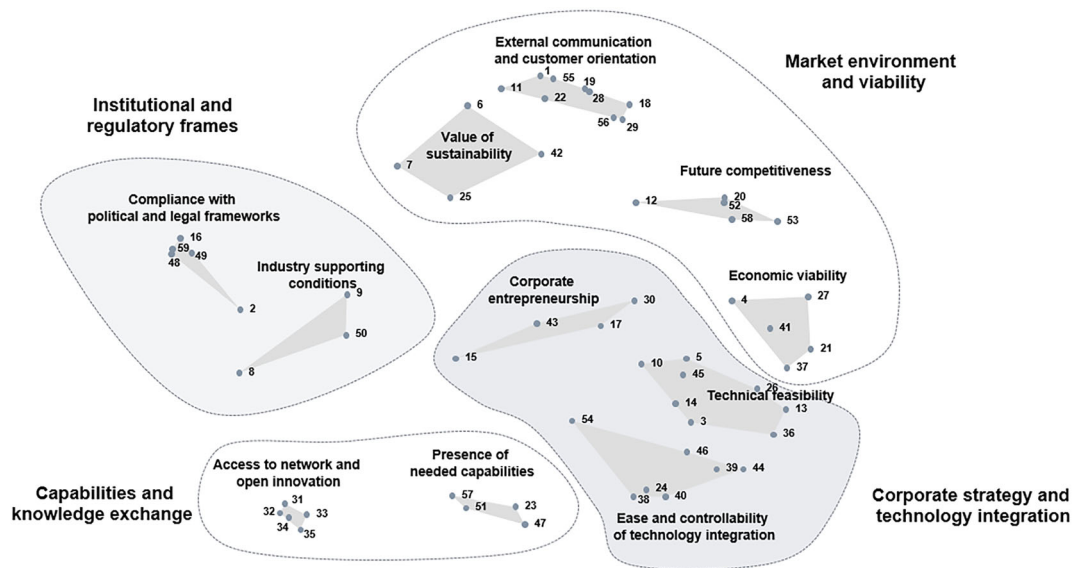 External communication
and customer orientation
Market environment
and viability
1
55
19
11
22
28
18
56
29
Institutional and
regulatory frames
6
Value of
sustainability
42
7
25
Future competitiveness
12
20
52
58
53
Compliance with
political and legal frameworks
16
59
49
48
2
Industry supporting
conditions
9
50
8
Economic viability
4
27
41
21
37
Corporate
entrepreneurship
30
43
17
15
10
5
45
26
Technical feasibility
14
13
3
36
54
46
39
44
24
38
40
Ease and controllability
of technology integration
Corporate strategy and
technology integration
Capabilities and
knowledge exchange
Access to network and
open innovation
31
32
33
34
35
Presence of
needed capabilities
57
51
23
47